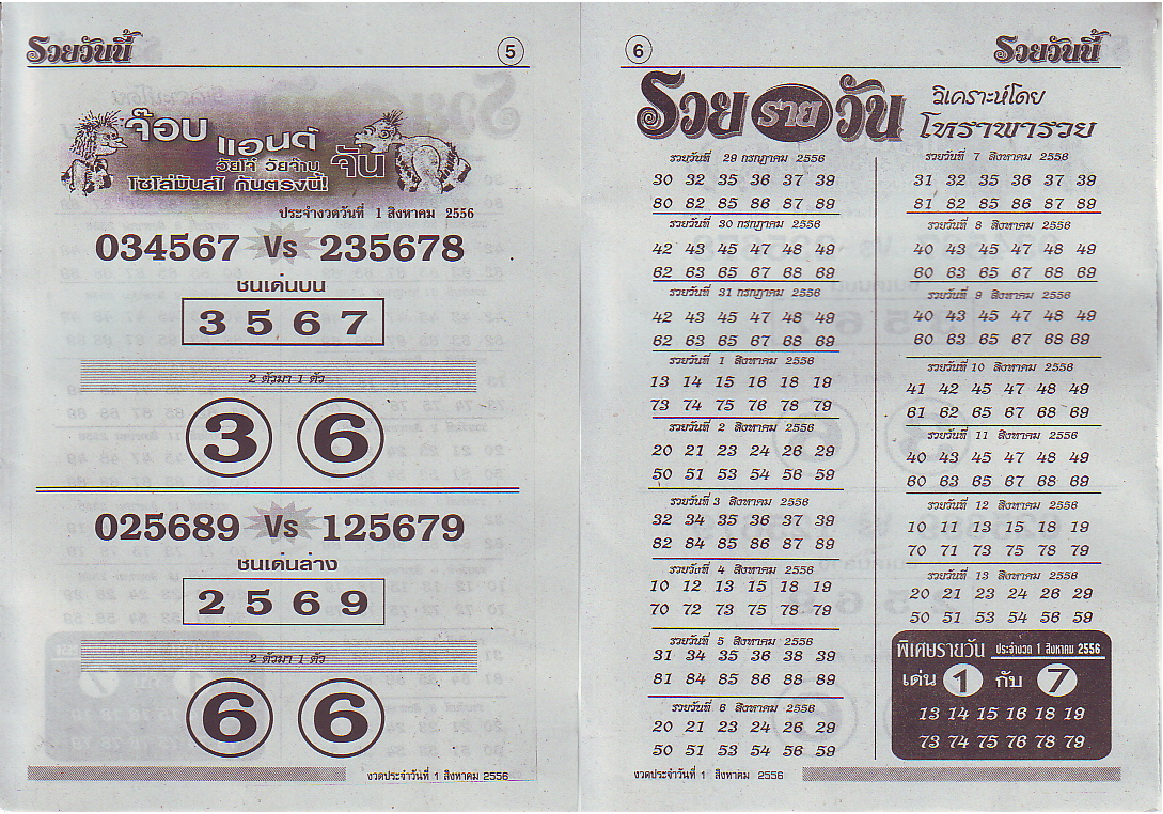 รวยวันนี้
5
จ๊อบ
แอนด์
จัน
วัยโจ๋ วัยจ๊าบ
โซโล่มันส์ๆ กันตรงนี้!
ประจำงวดวันที่ 1 สิงหาคม 2556
034567 Vs 235678
ชนเด่นบน
3 5 6 7
2 ตัวมา 1 ตัว
3 6
025689 Vs 125679
ชนเด่นล่าง
2 5 6 9
2 ตัวมา 1 ตัว
6 6
งวดประจำวันที่ 1 สิงหาคม 2556
6
รวยวันนี้
รวย ราย วัน
วิเคราะห์โดย
โหราพารวย
รวยวันที่ 29 กรกฎาคม 2556
30 32 35 36 37 39
80 82 85 86 87 89
รวยวันที่ 30 กรกฎาคม 2556
42 43 45 47 48 49
62 63 65 67 68 69
รวยวันที่ 31 กรกฎาคม 2556
42 43 45 47 48 49
62 63 65 67 68 69
รวยวันที่ 1 สิงหาคม 2556
13 14 15 16 18 19
73 74 75 76 78 79
รวยวันที่ 2 สิงหาคม 2556
20 21 23 24 26 29
50 51 53 54 56 59
รวยวันที่ 3 สิงหาคม 2556
32 34 35 36 37 38
82 84 85 86 87 89
รวยวันที่ 4 สิงหาคม 2556
10 12 13 15 18 19
70 72 73 75 78 79
รวยวันที่ 5 สิงหาคม 2556
31 34 35 36 38 39
81 84 85 86 88 89
รวยวันที่ 6 สิงหาคม 2556
20 21 23 24 26 29
50 51 53 54 56 59
งวดประจำวันที่ 1 สิงหาคม 2556
รวยวันที่ 7 สิงหาคม 2556
31 32 35 36 37 39
81 82 85 86 87 89
รวยวันที่ 8 สิงหาคม 2556
40 43 45 47 48 49
60 63 65 67 68 69
รวยวันที่ 9 สิงหาคม 2556
40 43 45 47 48 49
60 63 65 67 68 69
รวยวันที่ 10 สิงหาคม 2556
41 42 45 47 48 49
61 62 65 67 68 69
รวยวันที่ 11 สิงหาคม 2556
40 43 45 47 48 49
60 63 65 67 68 69
รวยวันที่ 12 สิงหาคม 2556
10 11 13 15 18 19
70 71 73 75 78 79
รวยวันที่ 13 สิงหาคม 2556
20 21 23 24 26 29
50 51 53 54 56 59
พิเศษรายวัน ประจำงวด 1 สิงหาคม 2556
เด่น 1 กับ 7
13 14 15 16 18 19
73 74 75 76 78 79